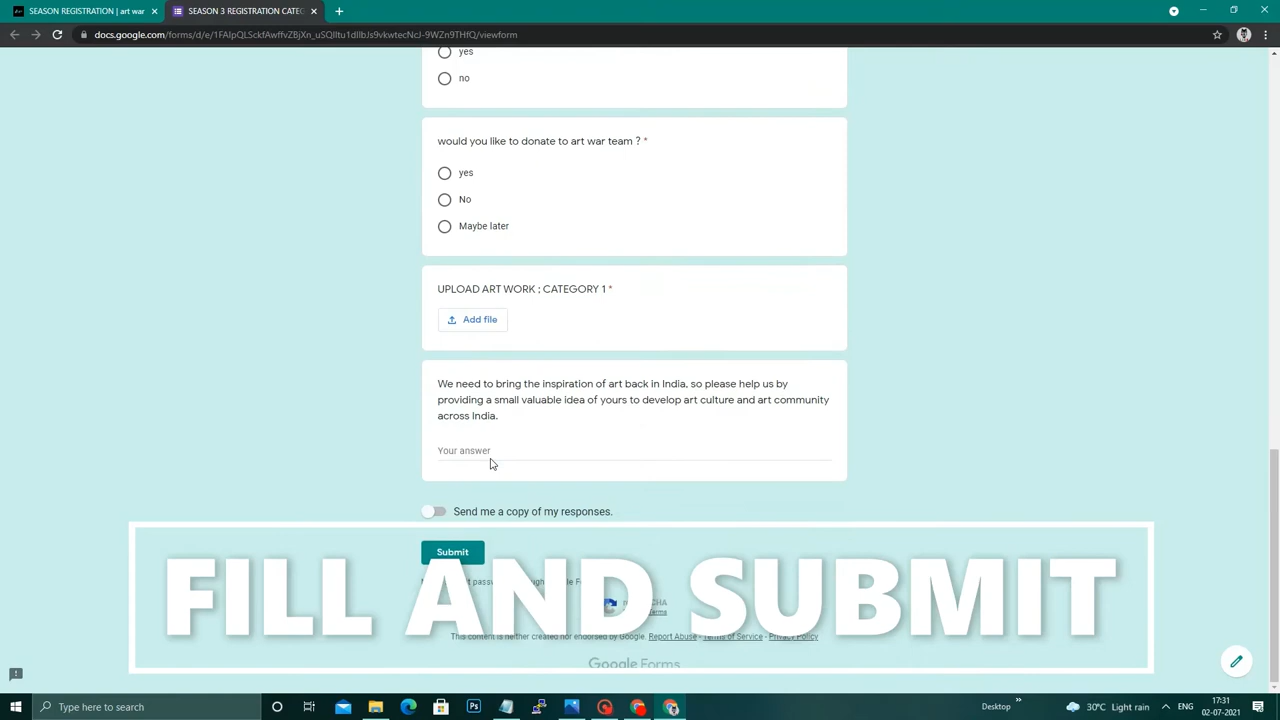 SEASON REGISTRATION | art war
SEASON 3 REGISTRATION CATEG
docs.google.com/forms/d/e/1FAIpQLSckfAwffvZBjXn_uSQIltu1dIlbJs9vkwtecNcJ-9WZn9THfQ/viewform
yes
no
would you like to donate to art war team ? *
yes
No
Maybe later
UPLOAD ART WORK ; CATEGORY 1 *
Add file
We need to bring the inspiration of art back in India, so please help us by
providing a small valuable idea of yours to develop art culture and art community
across India.
Your answer
Send me a copy of my responses.
Submit
FILL AND SUBMIT
This content is neither created nor endorsed by Google. Report Abuse - Terms of Service - Privacy Policy
Google Forms
Type here to search
Ps
Desktop
30°C Light rain
ENG
17:31
02-07-2021